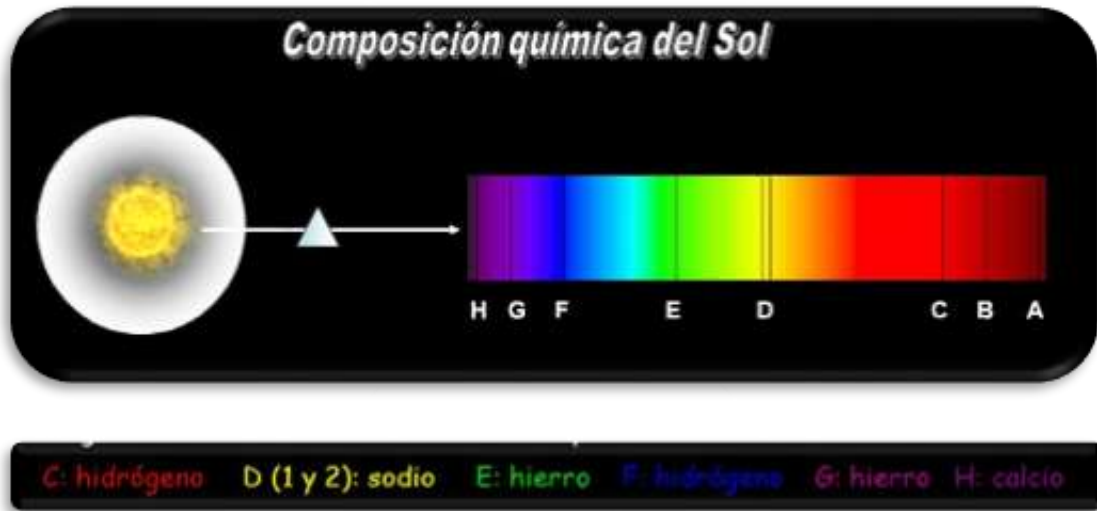 Composición química del Sol
H G F E D C B A
C: hidrógeno D (1 y 2): sodio E: hierro F: hidrógeno G: hierro H: calcio